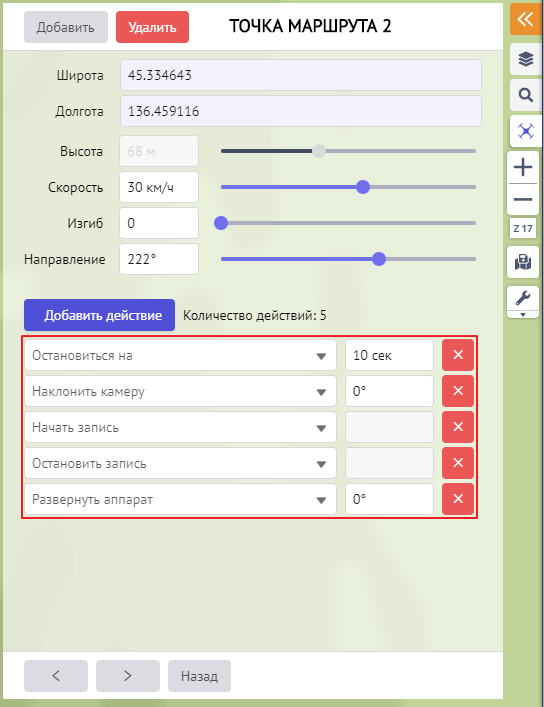 Добавить Удалить ТОЧКА МАРШРУТА 2
Широта 45.334643
Долгота 136.459116
Высота 68 м
Скорость 30 км/ч
Изгиб 0
Направление 222°
Z 17
Добавить действие Количество действий: 5
Остановиться на 10 сек
Наклонить камеру 0°
Начать запись
Остановить запись
Развернуть аппарат 0°
Назад